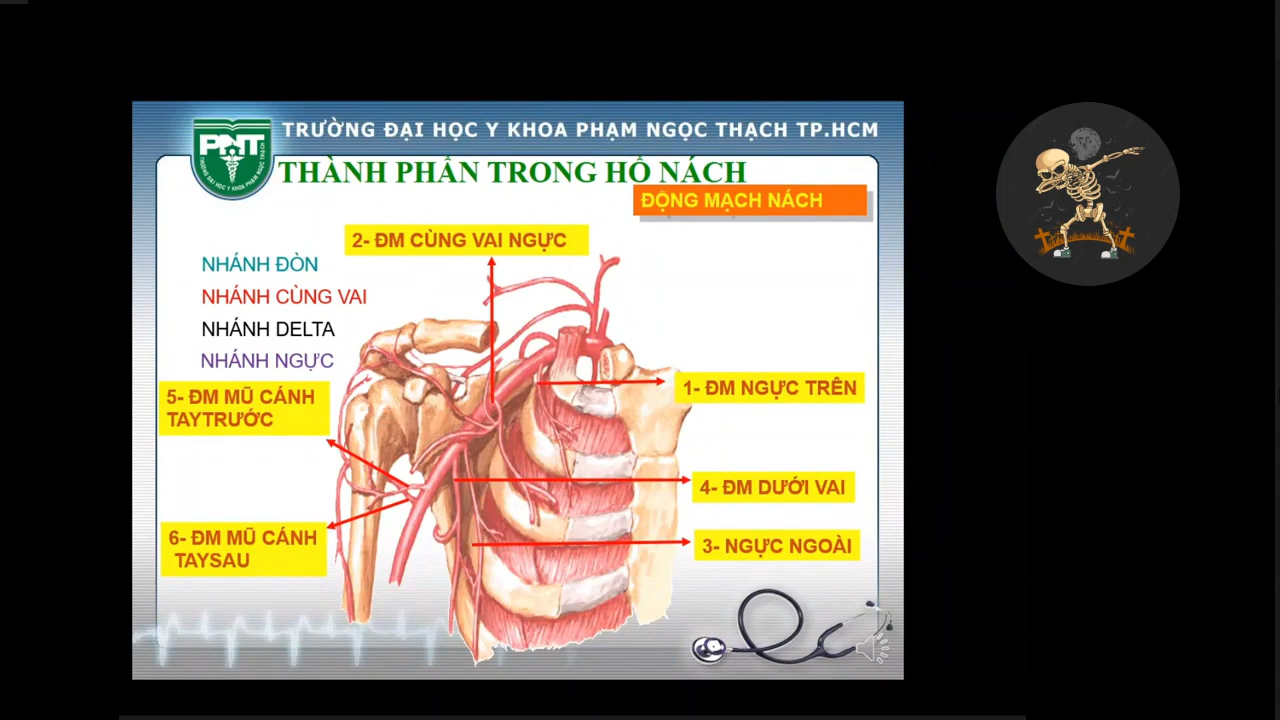 PNT
TRƯỜNG ĐẠI HỌC Y KHOA PHẠM NGỌC THẠCH TP.HCM
THÀNH PHẦN TRONG HỐ NÁCH
ĐỘNG MẠCH NÁCH
2- ĐM CÙNG VAI NGỰC
NHÁNH ĐÒN
NHÁNH CÙNG VAI
NHÁNH DELTA
NHÁNH NGỰC
5- ĐM MŨ CÁNH
TAYTRƯỚC
1- ĐM NGỰC TRÊN
4- ĐM DƯỚI VAI
6- ĐM MŨ CÁNH
TAYSAU
3- NGỰC NGOÀI